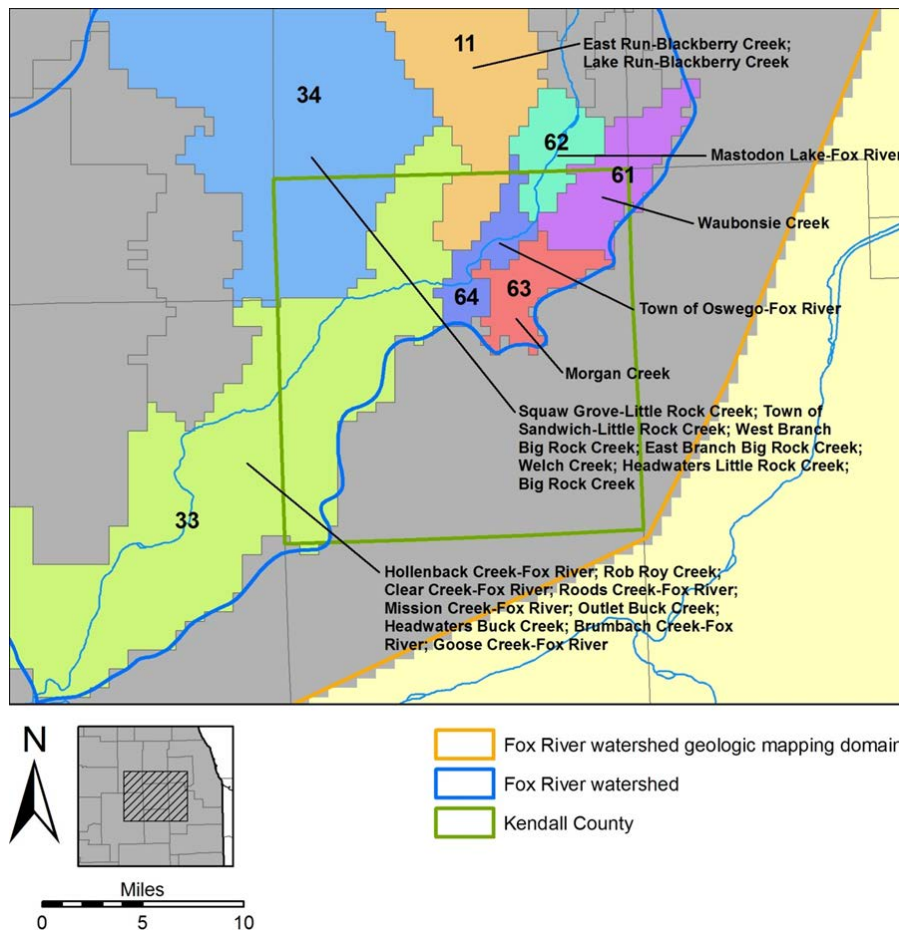 11
East Run-Blackberry Creek;
Lake Run-Blackberry Creek
34
62
Mastodon Lake-Fox River
61
Waubonsie Creek
64
63
Town of Oswego-Fox River
Morgan Creek
Squaw Grove-Little Rock Creek; Town of
Sandwich-Little Rock Creek; West Branch
Big Rock Creek; East Branch Big Rock Creek;
Welch Creek; Headwaters Little Rock Creek;
Big Rock Creek
33
Hollenback Creek-Fox River; Rob Roy Creek;
Clear Creek-Fox River; Roods Creek-Fox River;
Mission Creek-Fox River; Outlet Buck Creek;
Headwaters Buck Creek; Brumbach Creek-Fox
River; Goose Creek-Fox River
N
Fox River watershed geologic mapping domain
Fox River watershed
Kendall County
Miles
0 5 10